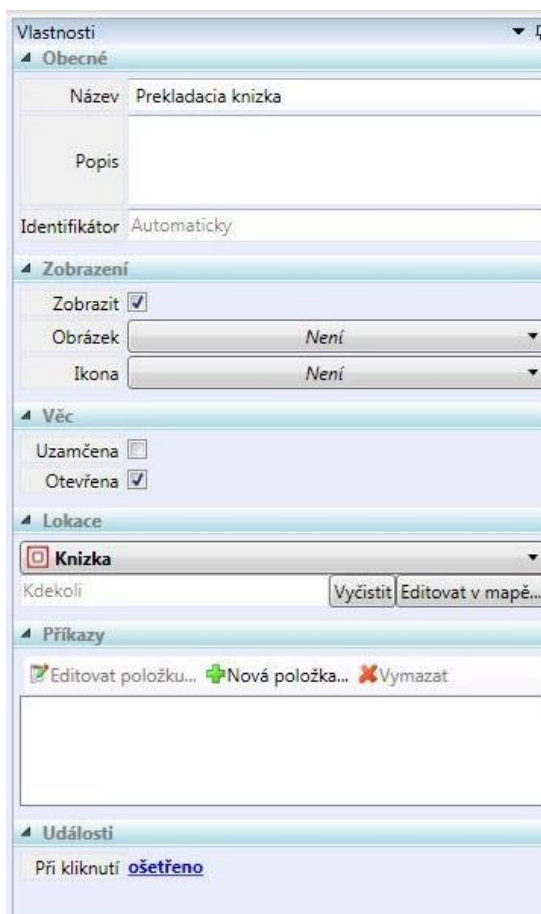 Vlastnosti
Obecné
Název Prekladacia knizka
Popis
Identifikátor Automaticky
Zobrazení
Zobrazit
Obrázek Není
Ikona Není
Věc
Uzamčena
Otevřena
Lokace
Knizka
Kdekoli Vyčistit Editovat v mapě...
Příkazy
Editovat položku... Nová položka... Vymazat
Události
Při kliknutí ošetřeno